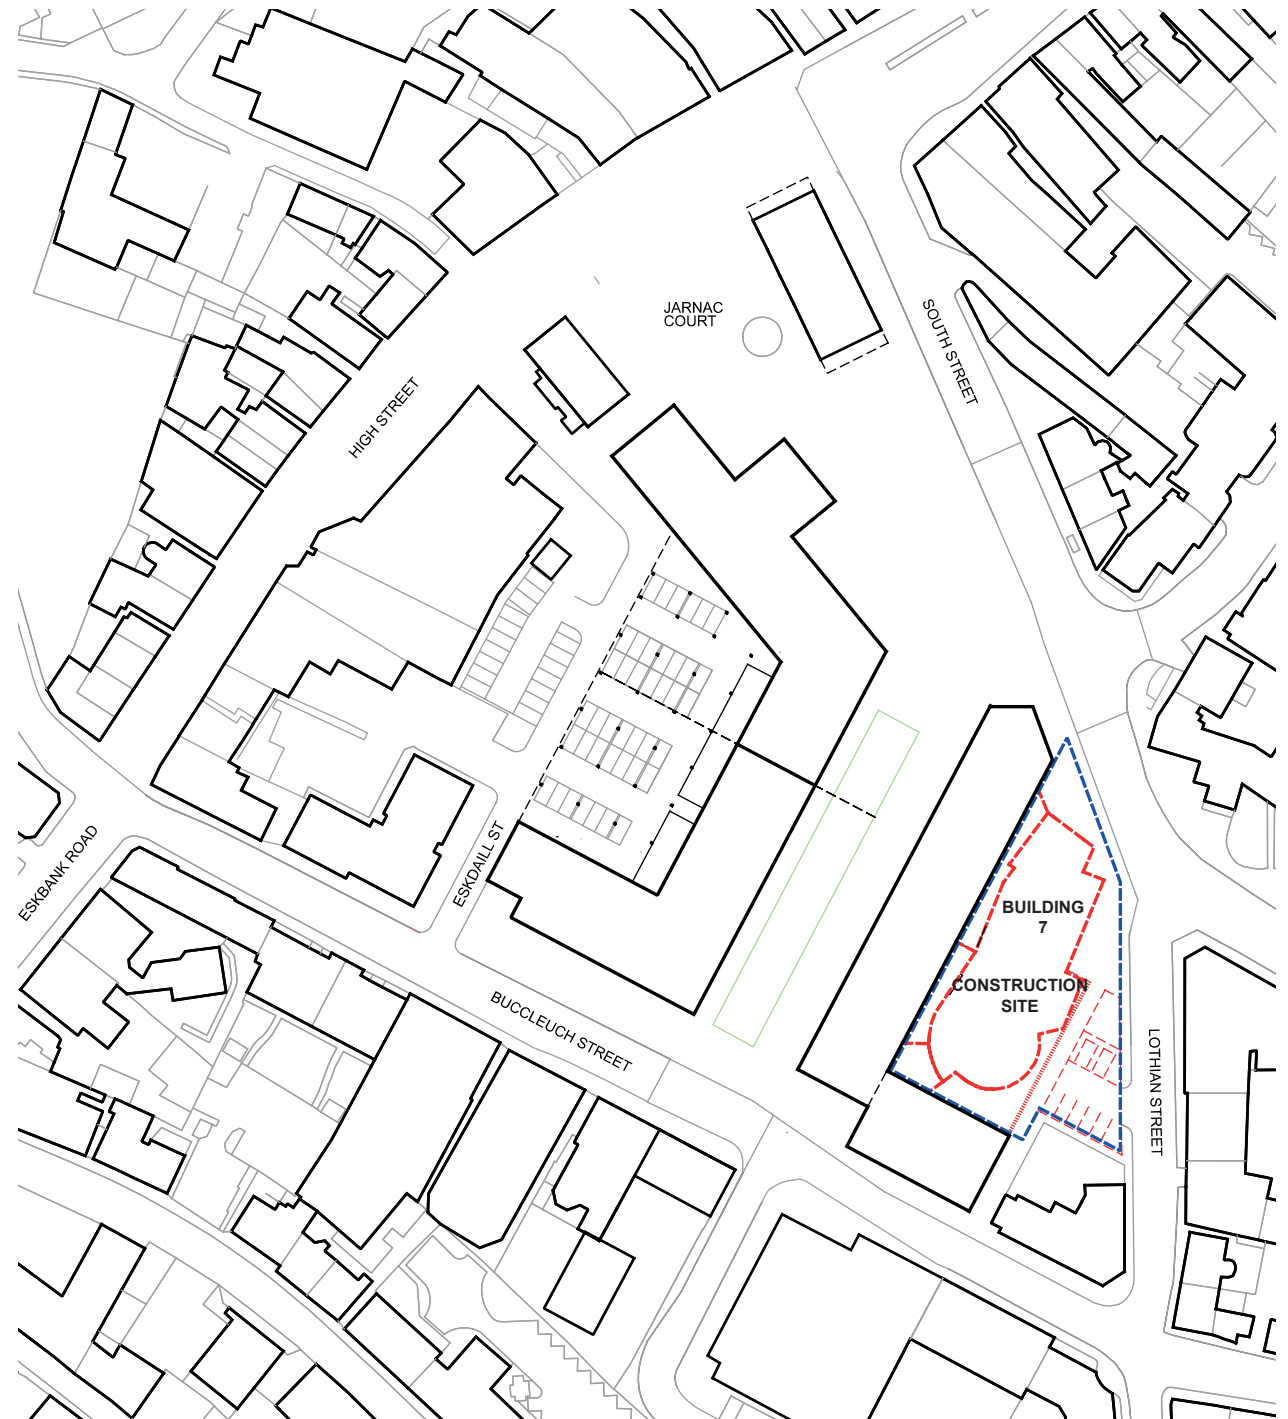 JARNAC
COURT
SOUTH STREET
HIGH STREET
ESKDAILL ST
ESKBANK ROAD
BUILDING
7
CONSTRUCTION
SITE
BUCCLEUCH STREET
LOTHIAN STREET